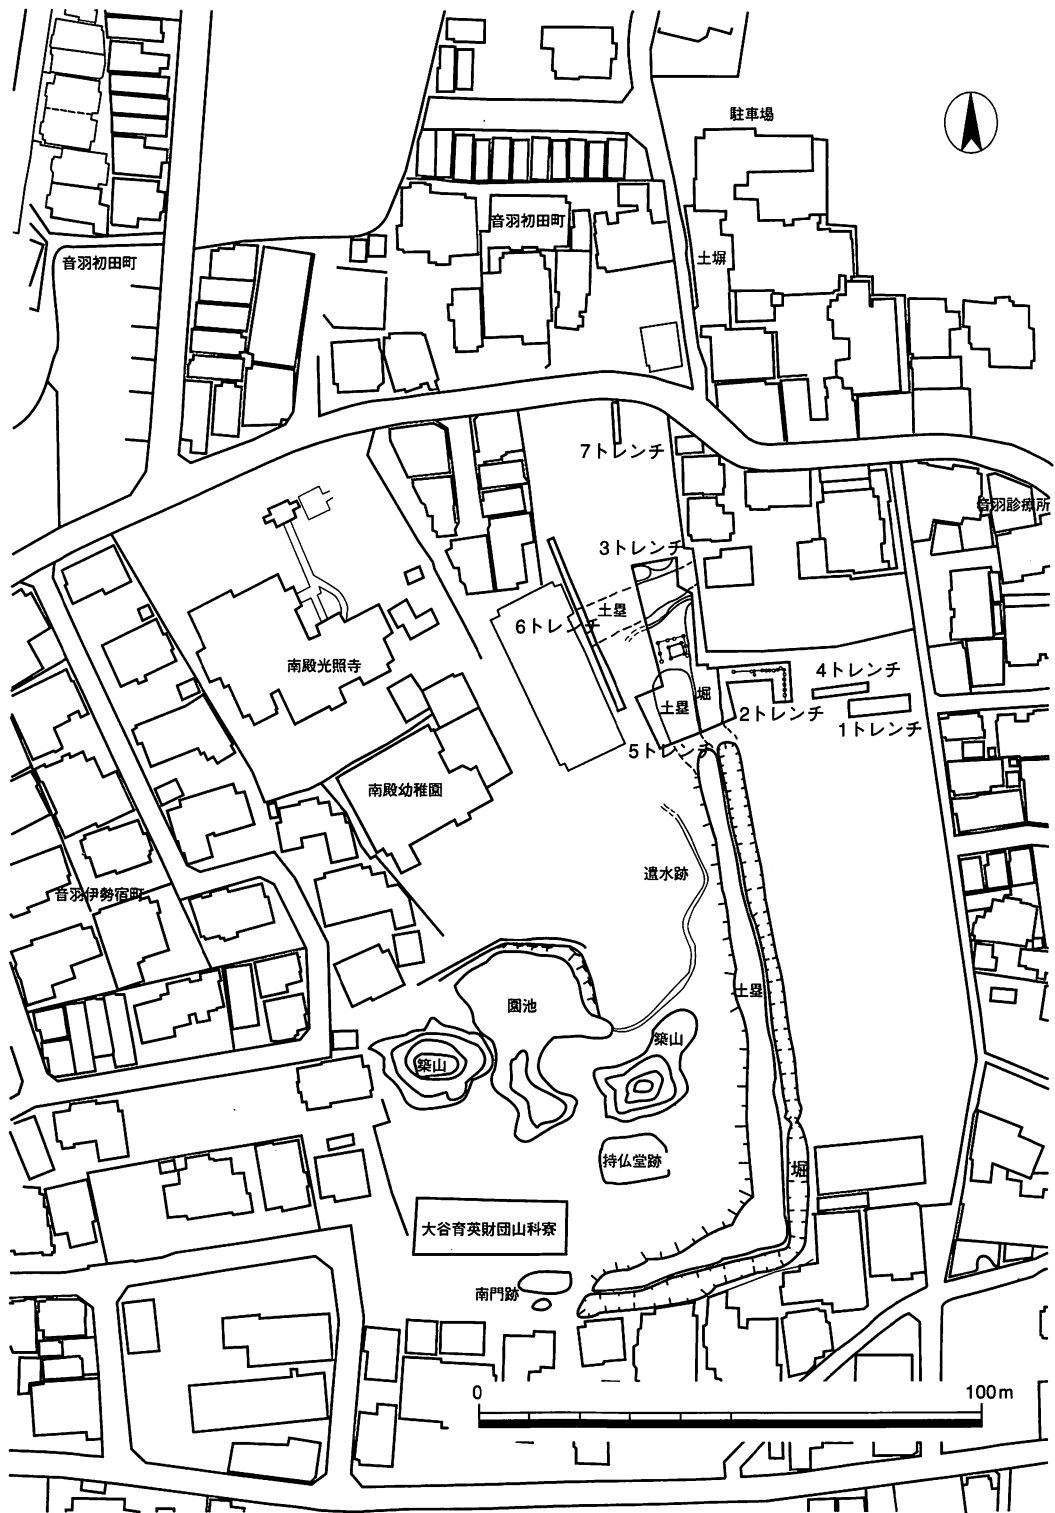 駐車場
音羽初田町
土塀
音羽初田町
7トレンチ
音羽診療所
3トレンチ
土塁
6トレンチ
南殿光照寺
4トレンチ
堀
土塁
2トレンチ
1トレンチ
5トレンチ
南殿幼稚園
遣水跡
音羽伊勢宿町
土塁
園池
築山
築山
持仏堂跡
堀
大谷育英財団山科寮
南門跡
0
100m